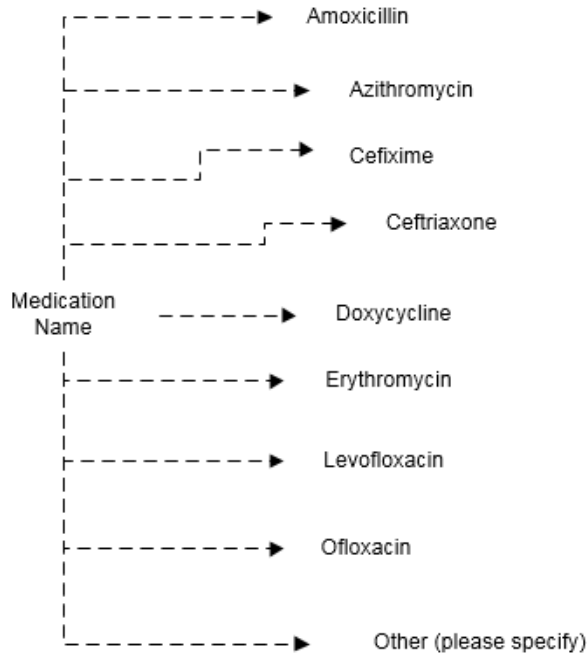 Amoxicillin
Azithromycin
Cefixime
Ceftriaxone
Medication
Name
Doxycycline
Erythromycin
Levofloxacin
Ofloxacin
Other (please specify)